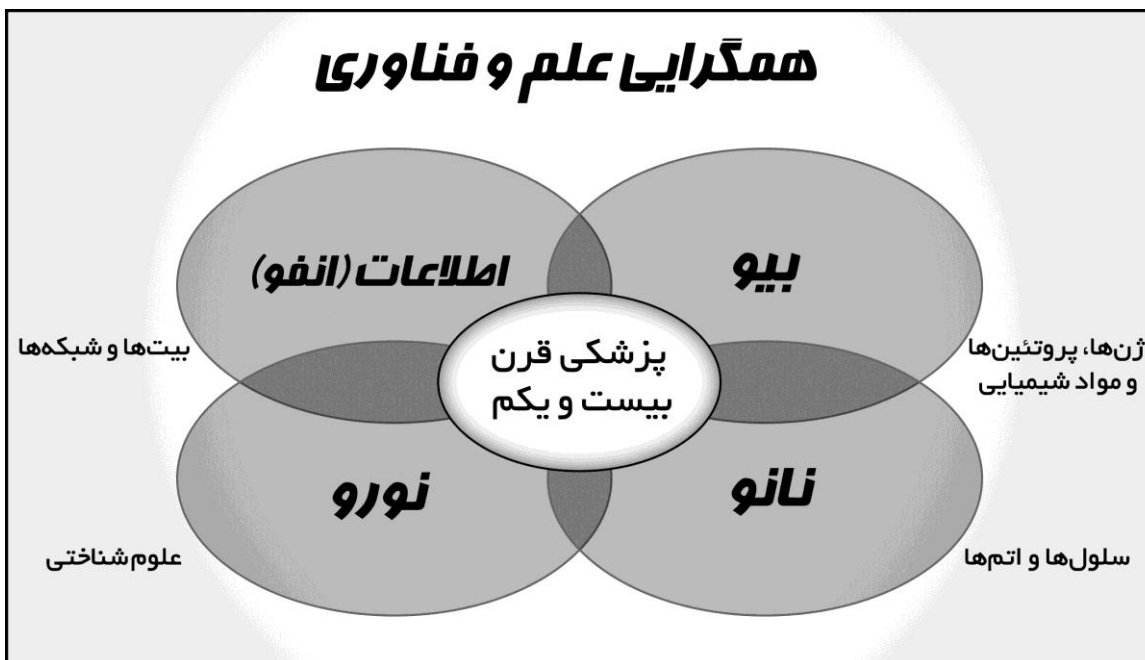 همگرایی علم و فناوری
بیو
اطلاعات (انفو)
ژن‌ها، پروتئین‌ها
و مواد شیمیایی
بیت‌ها و شبکه‌ها
پزشکی قرن
بیست و یکم
نانو
نورو
سلول‌ها و اتم‌ها
علوم شناختی